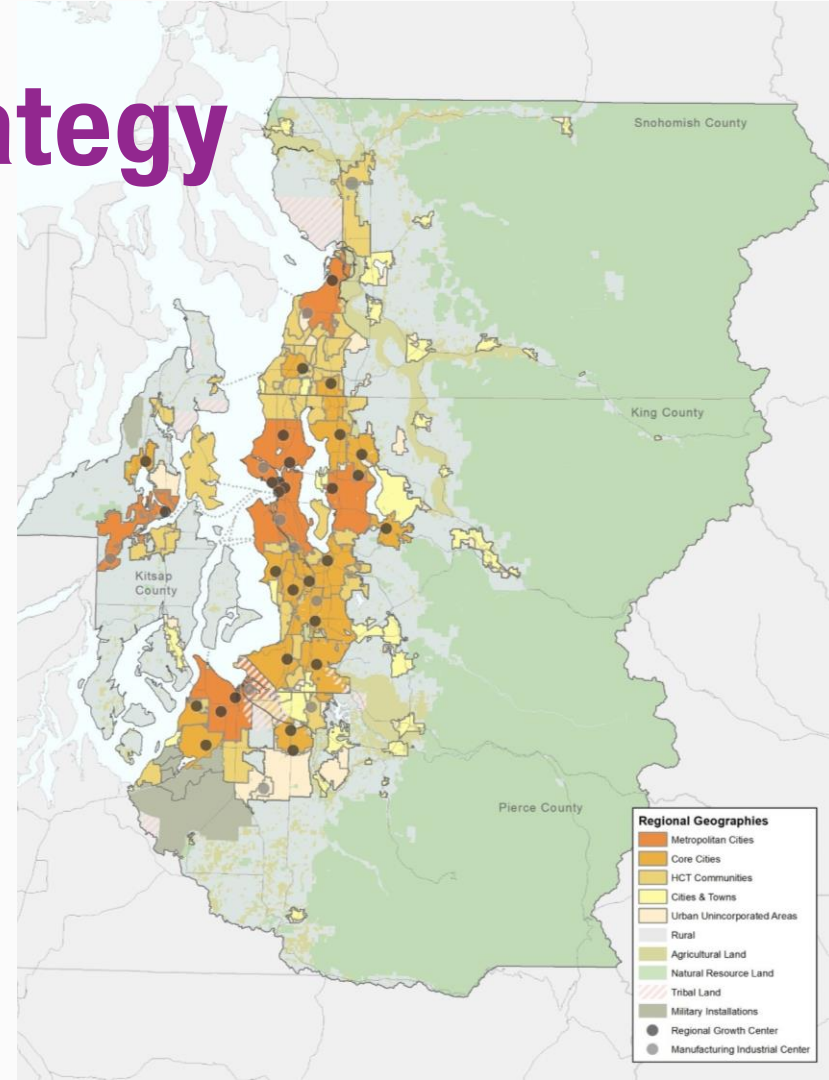 ategy
Snohomish County
King County
Kitsap
County
Pierce County
Regional Geographies
Metropolitan Cities
Core Cities
HCT Communities
Cities & Towns
Urban Unincorporated Areas
Rural
Agricultural Land
Natural Resource Land
Tribal Land
Military Installations
Regional Growth Center
Manufacturing Industrial Center